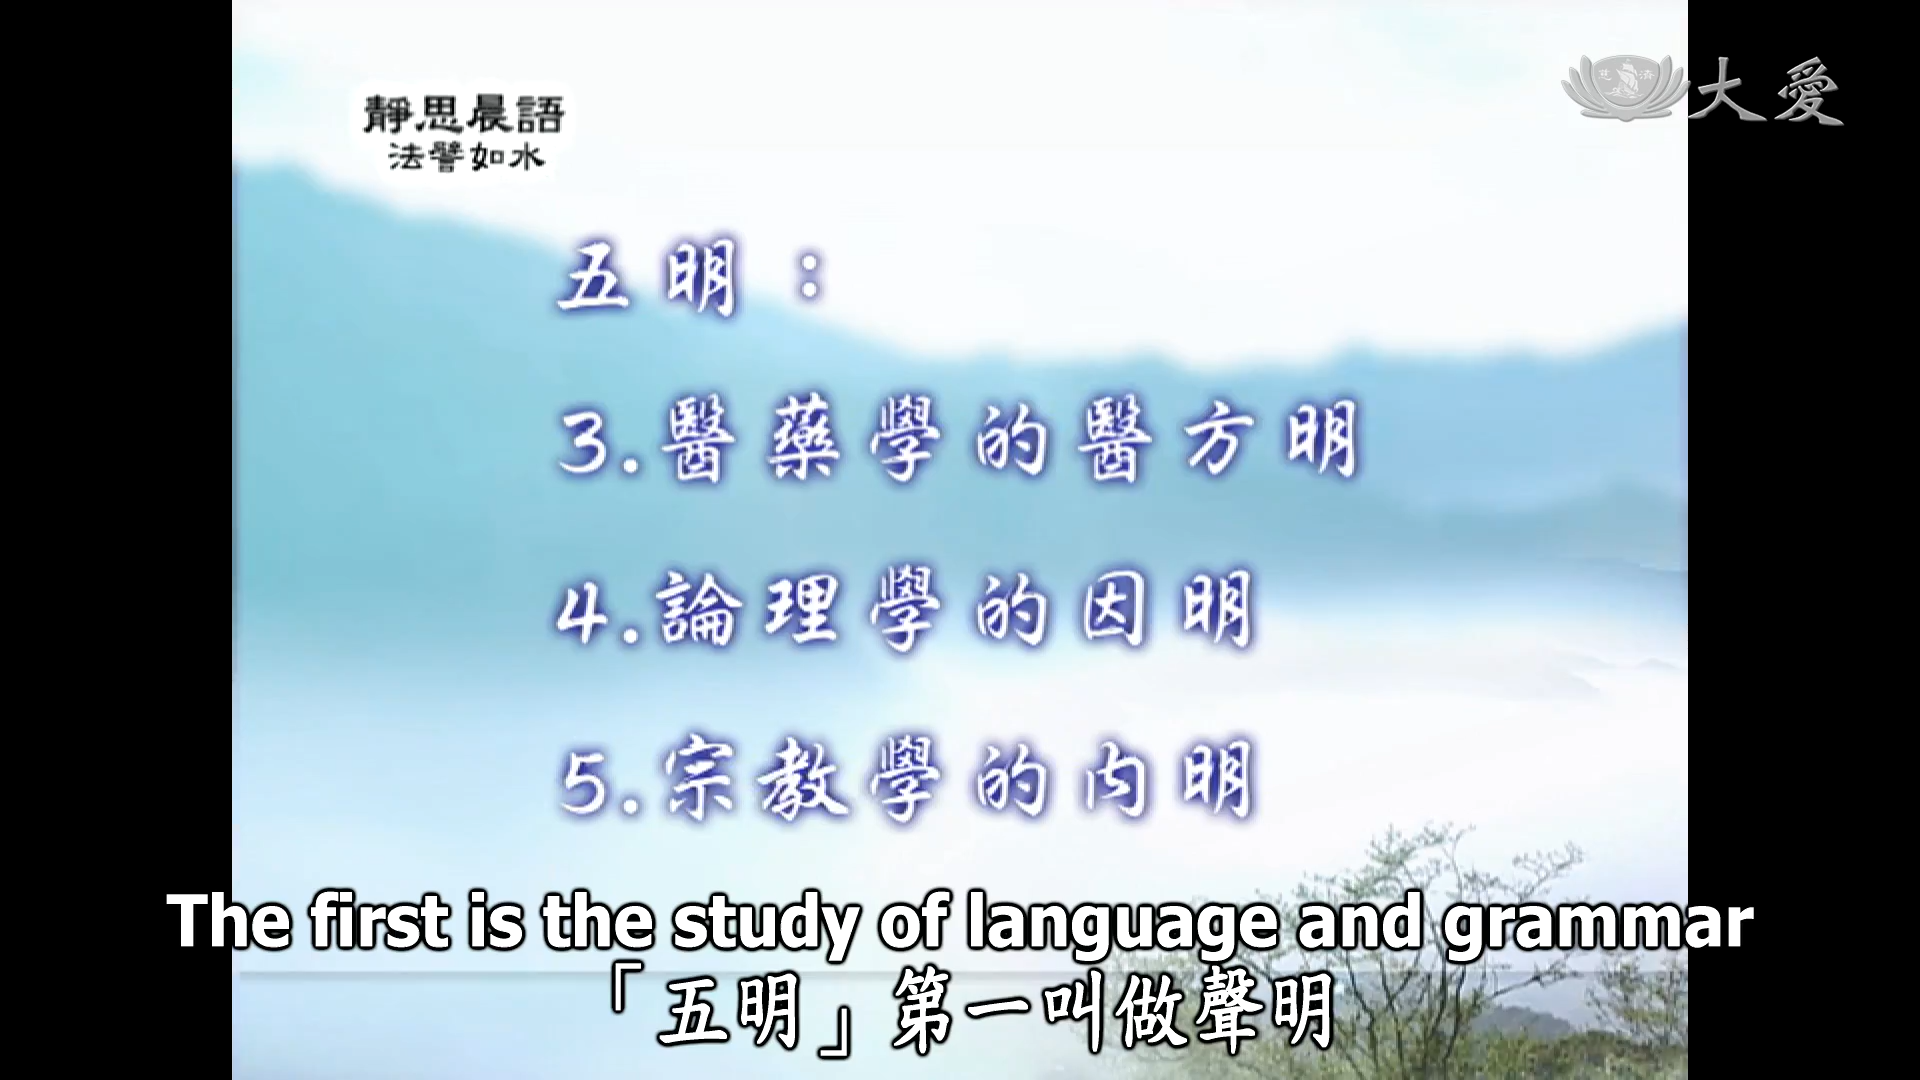 靜思晨語
法譬如水
慈濟
大愛
五明：
3.醫藥學的醫方明
4.論理學的因明
5.宗教學的內明
The first is the study of language and grammar
「五明」第一叫做聲明